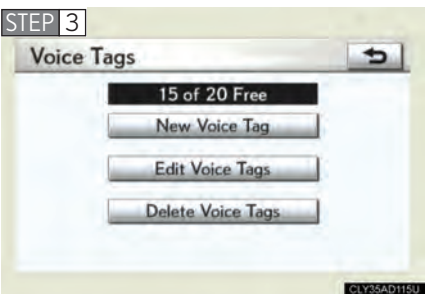 STEP 3
Voice Tags
15 of 20 Free
New Voice Tag
Edit Voice Tags
Delete Voice Tags
CLY35AD115U